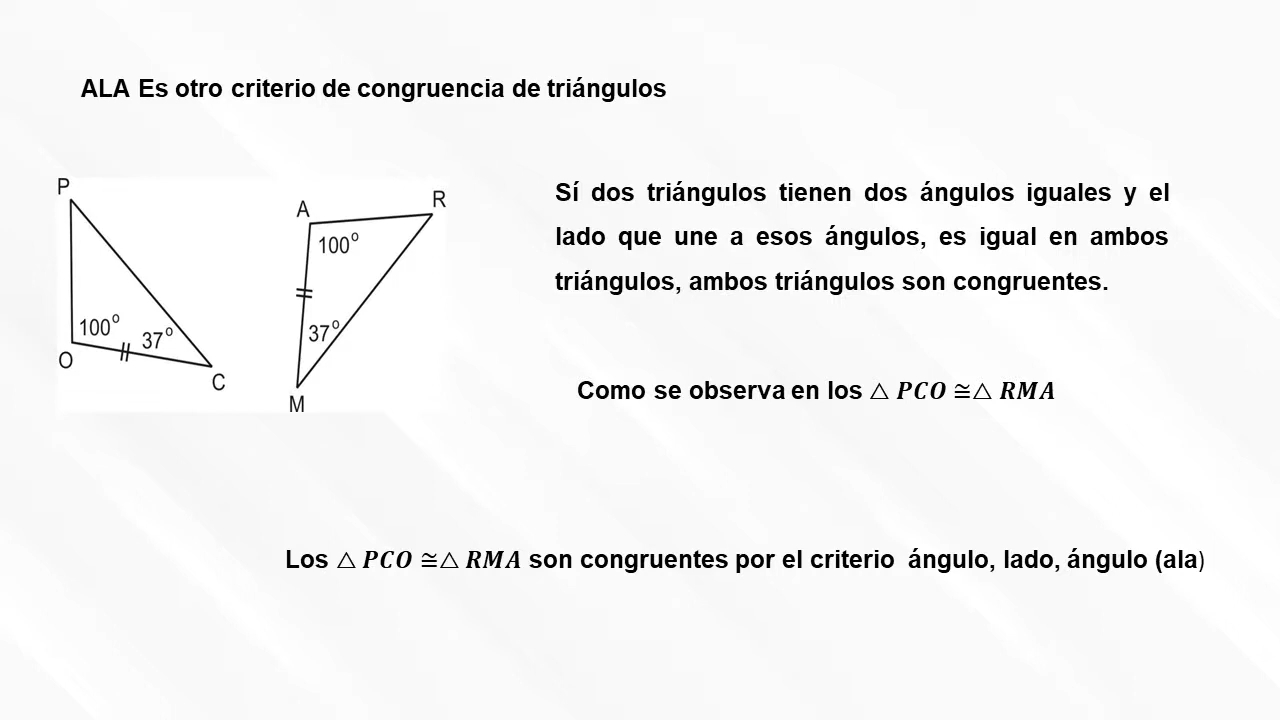 ALA Es otro criterio de congruencia de triángulos
P
A
R
100°
100°
37°
37°
O
C
M
Sí dos triángulos tienen dos ángulos iguales y el
lado que une a esos ángulos, es igual en ambos
triángulos, ambos triángulos son congruentes.
Como se observa en los △ PCO ≅△ RMA
Los △ PCO ≅△ RMA son congruentes por el criterio ángulo, lado, ángulo (ala)